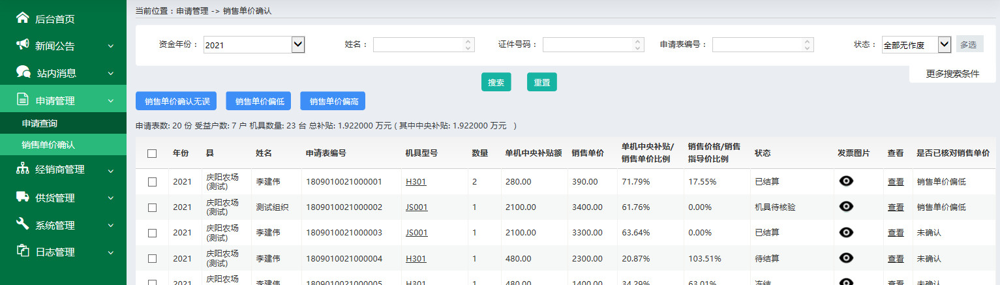 当前位置：申请管理 -> 销售单价确认
后台首页
新闻公告
站内消息
申请管理
申请查询
销售单价确认
经销商管理
供货管理
系统管理
日志管理
资金年份： 2021 姓名： 证件号码： 申请表编号： 状态： 全部无作废 多选
更多搜索条件
搜索 重置
销售单价确认无误 销售单价偏低 销售单价偏高
申请表数: 20 份 受益户数: 7 户 机具数量: 23 台 总补贴: 1.922000 万元 ( 其中中央补贴: 1.922000 万元 )
年份 县 姓名 申请表编号 机具型号 数量 单机中央补贴额 销售单价 单机中央补贴/销售单价比例 销售价格/销售指导价比例 状态 发票图片 查看 是否已核对销售单价
2021 庆阳农场(测试) 李建伟 1809010021000001 H301 2 280.00 390.00 71.79% 17.55% 已结算 查看 销售单价偏低
2021 庆阳农场(测试) 测试组织 1809010021000002 JS001 1 2100.00 3400.00 61.76% 0.00% 机具待核验 查看 销售单价偏低
2021 庆阳农场(测试) 李建伟 1809010021000003 JS001 1 2100.00 3300.00 63.64% 0.00% 已结算 查看 未确认
2021 庆阳农场(测试) 李建伟 1809010021000004 H301 1 480.00 2300.00 20.87% 103.51% 待结算 查看 未确认
2021 庆阳农场 李建伟 1809010021000005 H301 1 480.00 1400.00 34.29% 63.01% 冻结 查看 未确认